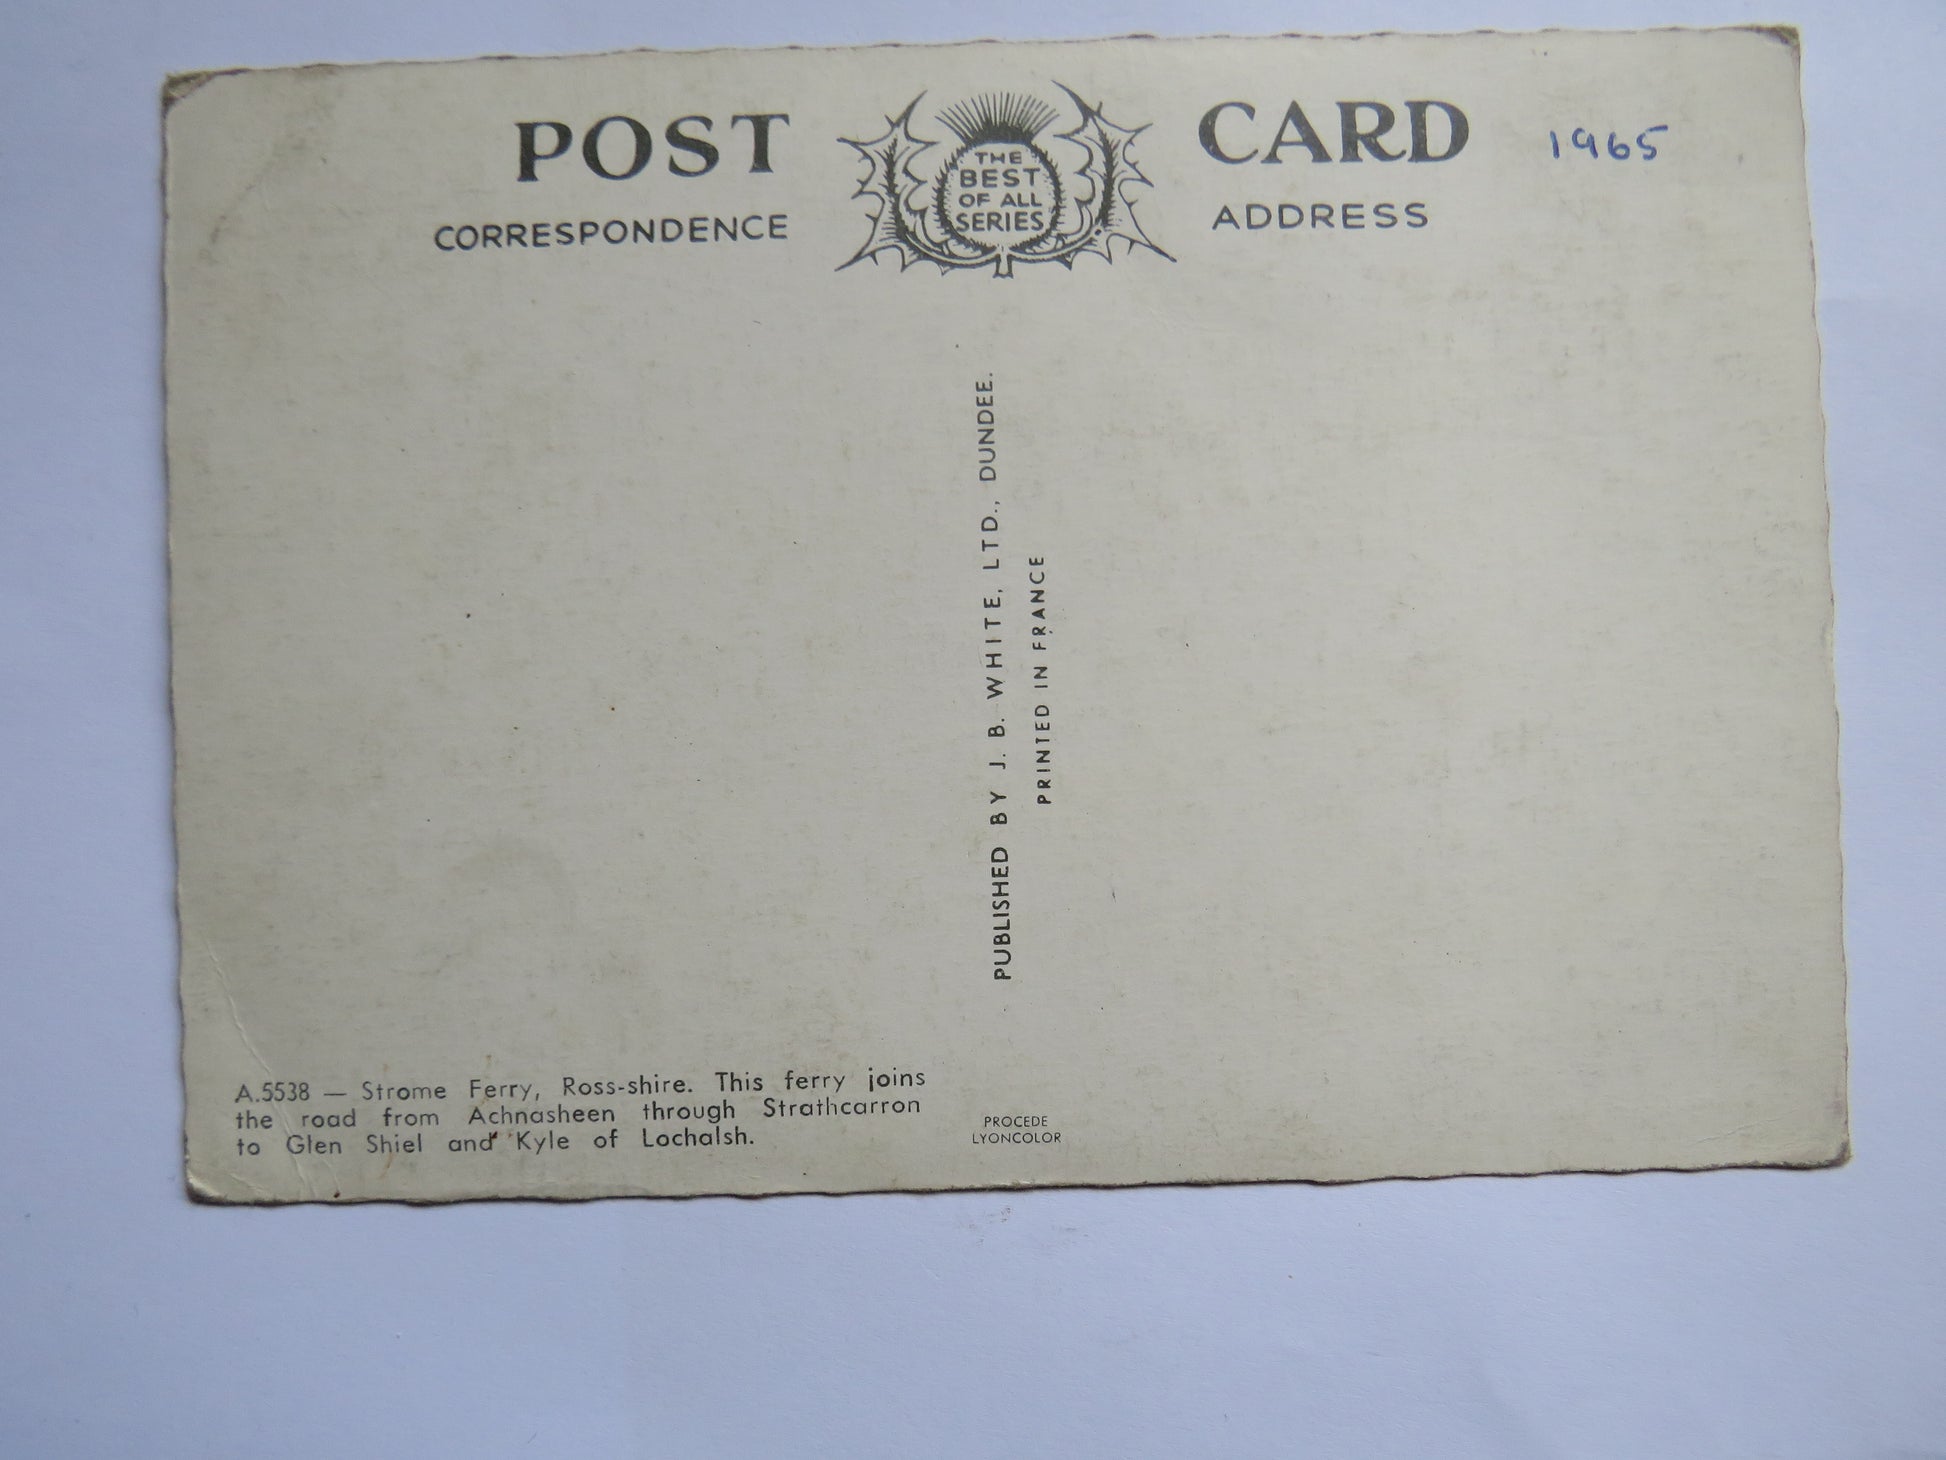 POST CARD 1965
CORRESPONDENCE
THE
BEST
OF ALL
SERIES
ADDRESS
PUBLISHED BY J. B. WHITE, LTD., DUNDEE.
PRINTED IN FRANCE
A.5538 — Strome Ferry, Ross-shire. This ferry joins
the road from Achnasheen through Strathcarron
to Glen Shiel and Kyle of Lochalsh.
PROCEDE
LYONCOLOR